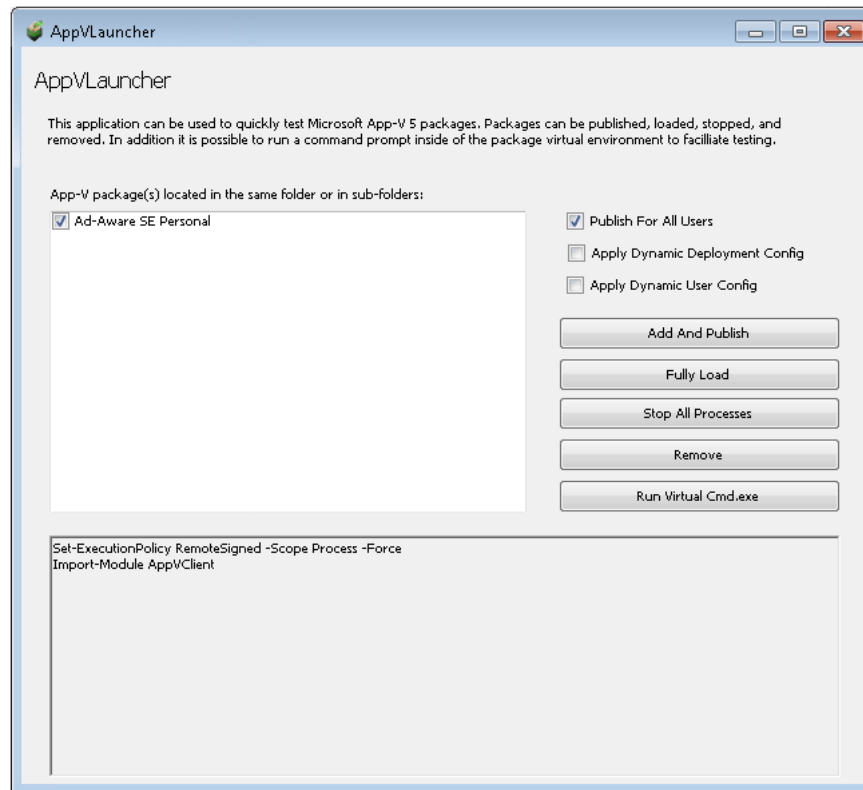 AppVLauncher
AppVLauncher
This application can be used to quickly test Microsoft App-V 5 packages. Packages can be published, loaded, stopped, and
removed. In addition it is possible to run a command prompt inside of the package virtual environment to facilliate testing.
App-V package(s) located in the same folder or in sub-folders:
Ad-Aware SE Personal
Publish For All Users
Apply Dynamic Deployment Config
Apply Dynamic User Config
Add And Publish
Fully Load
Stop All Processes
Remove
Run Virtual Cmd.exe
Set-ExecutionPolicy RemoteSigned -Scope Process -Force
Import-Module AppVClient